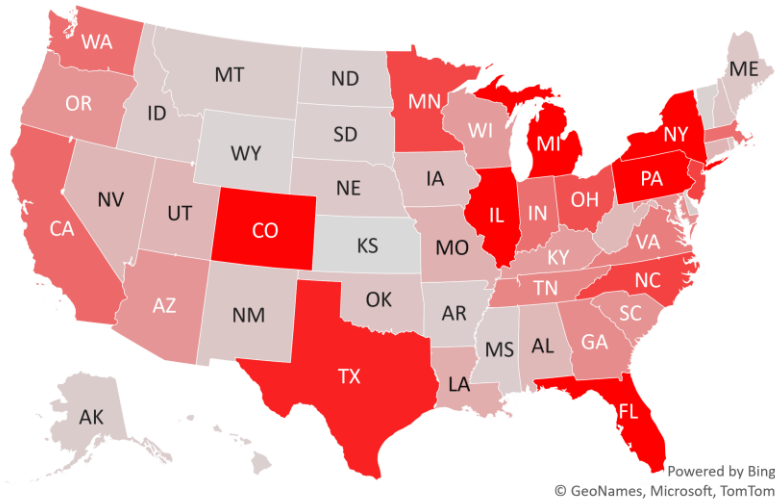 WA
MT
ND
ME
OR
ID
MN
SD
WI
MI
NY
WY
IA
PA
NE
NV
UT
CO
IL
IN
OH
CA
KS
MO
KY
VA
AZ
NM
OK
AR
TN
NC
SC
MS
AL
GA
TX
LA
AK
FL
Powered by Bing
© GeoNames, Microsoft, TomTom